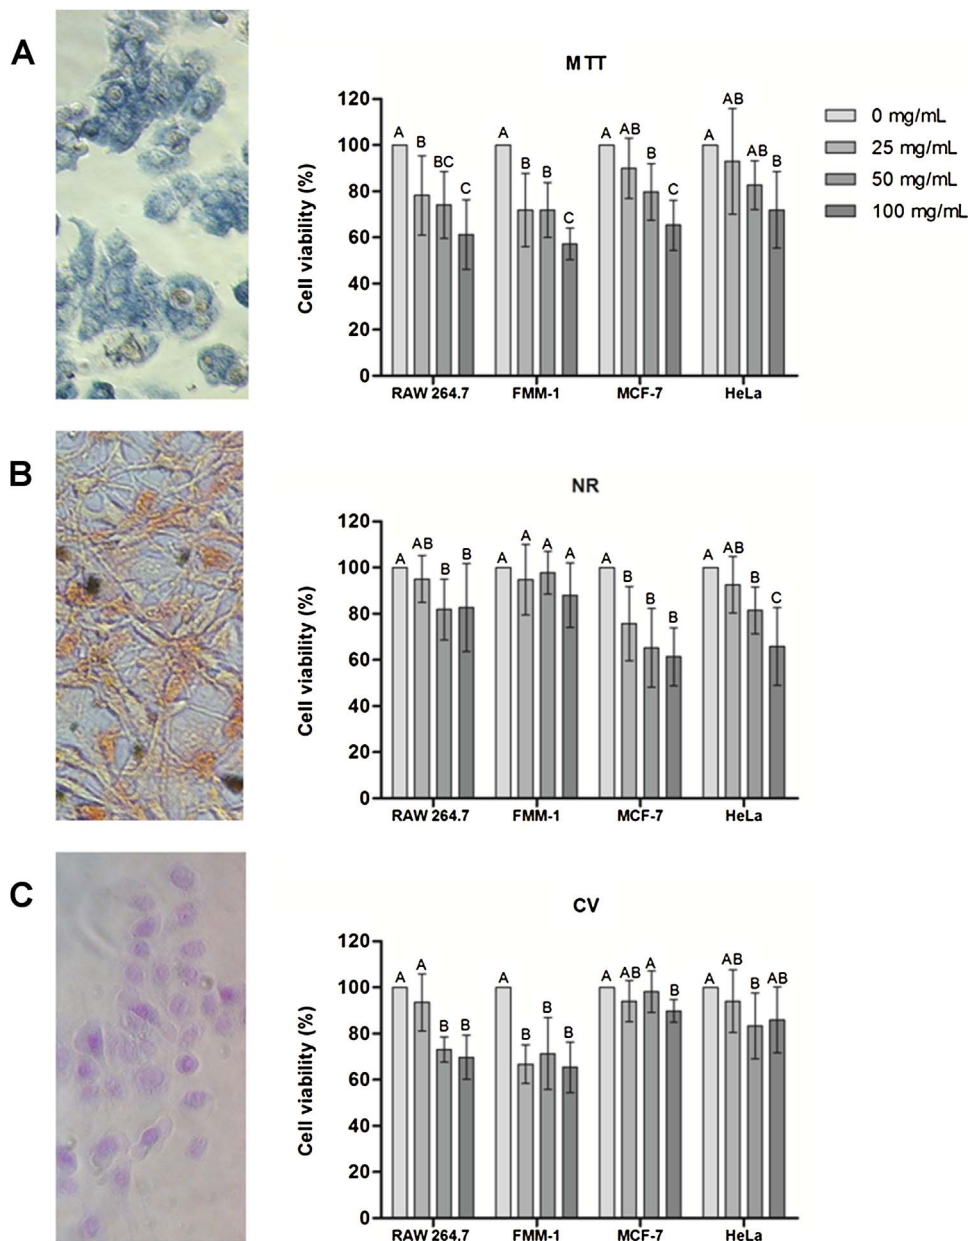 A
MTT
Cell viability (%)
120
100
80
60
40
20
0
A B BC C
A B B C
A AB B C
A AB AB B
RAW 264.7 FMM-1 MCF-7 HeLa
0 mg/mL
25 mg/mL
50 mg/mL
100 mg/mL
B
NR
Cell viability (%)
120
100
80
60
40
20
0
A AB B B
A A A A
A B B B
A AB B C
RAW 264.7 FMM-1 MCF-7 HeLa
C
CV
Cell viability (%)
120
100
80
60
40
20
0
A A B B
A B B B
A AB A B
A AB B AB
RAW 264.7 FMM-1 MCF-7 HeLa